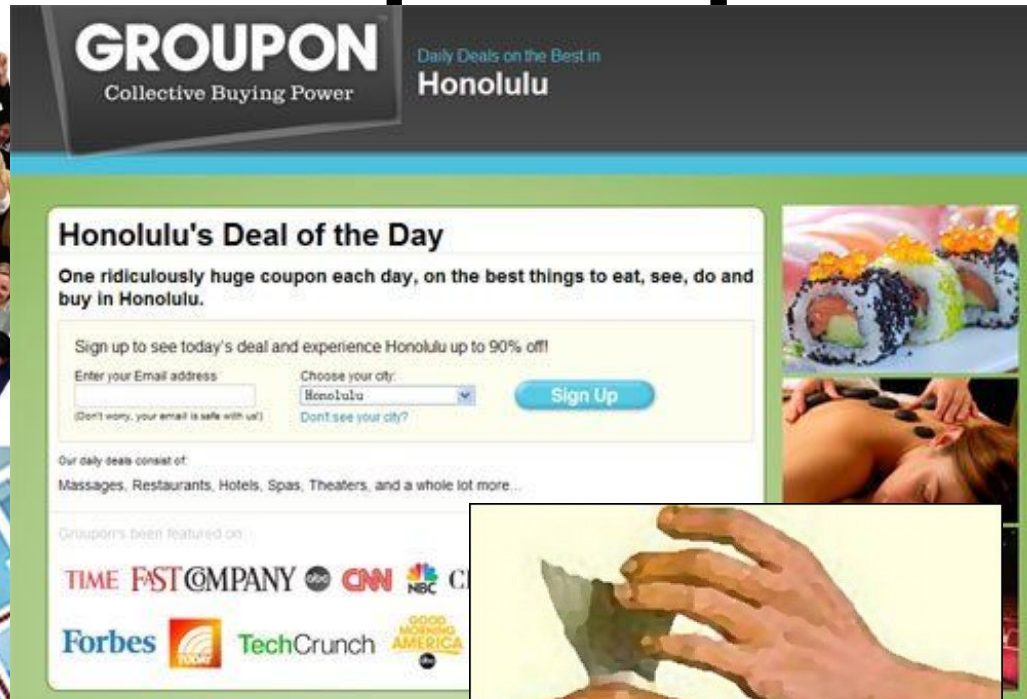 GROUPON
Collective Buying Power
Daily Deals on the Best in
Honolulu
Honolulu's Deal of the Day
One ridiculously huge coupon each day, on the best things to eat, see, do and
buy in Honolulu.
Sign up to see today's deal and experience Honolulu up to 90% off!
Enter your Email address
Choose your city:
Honolulu
Sign Up
(Don't worry, your email is safe with us!)
Don't see your city?
Our daily deals consist of:
Massages, Restaurants, Hotels, Spas, Theaters, and a whole lot more...
Groupon's been featured on:
TIME FAST COMPANY abc CNN NBC
Forbes TODAY TechCrunch GOOD MORNING AMERICA abc